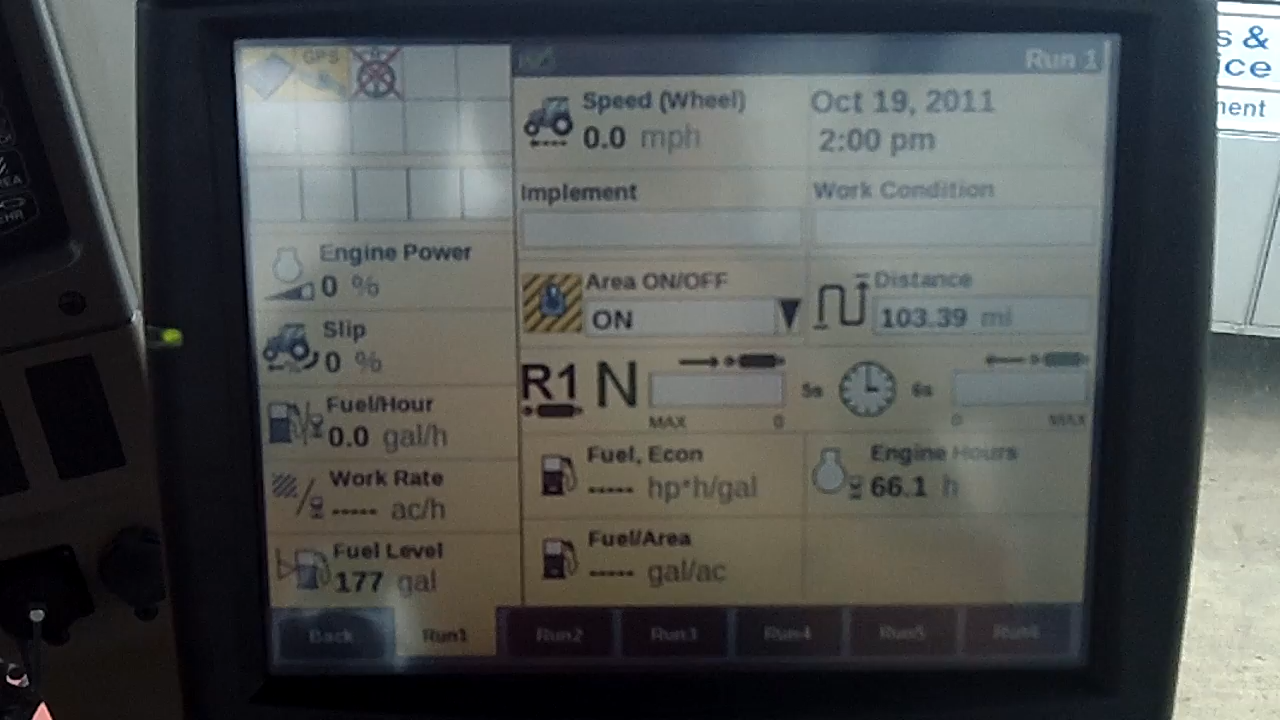 GPS
Run 1
Speed (Wheel)
0.0 mph
Oct 19, 2011
2:00 pm
Implement
Work Condition
Engine Power
0 %
Area ON/OFF
ON
Distance
103.39 mi
Slip
0 %
R1 N
MAX 0
0 MAX
Fuel/Hour
0.0 gal/h
Fuel, Econ
----- hp*h/gal
Engine Hours
66.1 h
Work Rate
----- ac/h
Fuel/Area
----- gal/ac
Fuel Level
177 gal
Back Run1 Run2 Run3 Run4 Run5 Run6
s &
ice